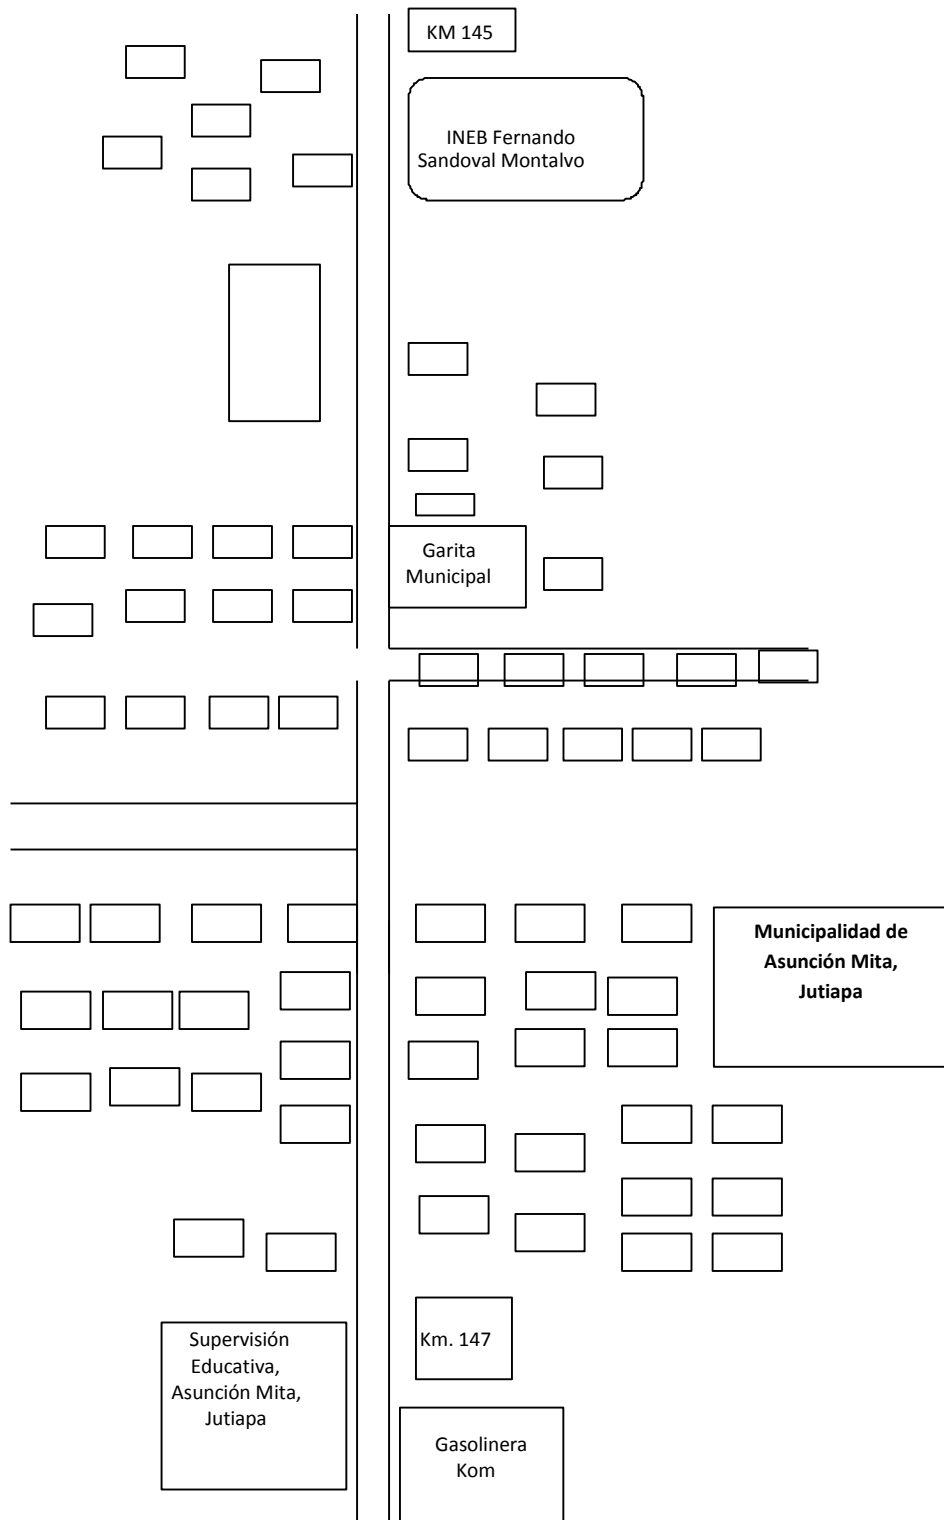 KM 145
INEB Fernando
Sandoval Montalvo
Garita
Municipal
Municipalidad de
Asunción Mita,
Jutiapa
Km. 147
Supervisión
Educativa,
Asunción Mita,
Jutiapa
Gasolinera
Kom